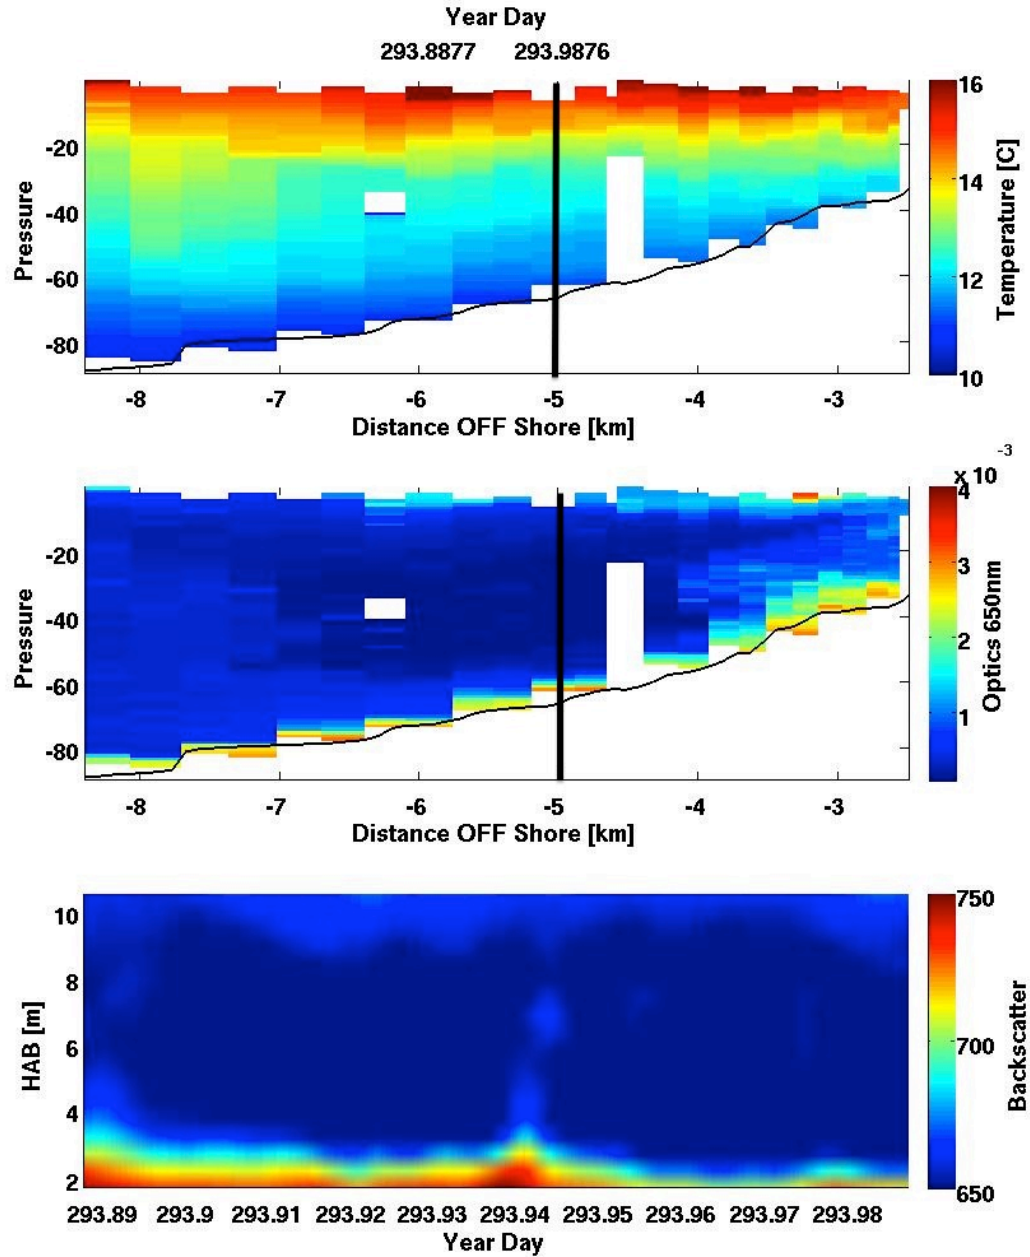 Year Day
293.8877 293.9876
16
-20
14
-40
12
-60
-80
10
Pressure
Temperature [C]
-8 -7 -6 -5 -4 -3
Distance OFF Shore [km]
x 10 -3
4
-20
3
-40
2
-60
1
-80
Pressure
Optics 650nm
-8 -7 -6 -5 -4 -3
Distance OFF Shore [km]
750
10
8
700
6
4
2
650
HAB [m]
Backscatter
293.89 293.9 293.91 293.92 293.93 293.94 293.95 293.96 293.97 293.98
Year Day